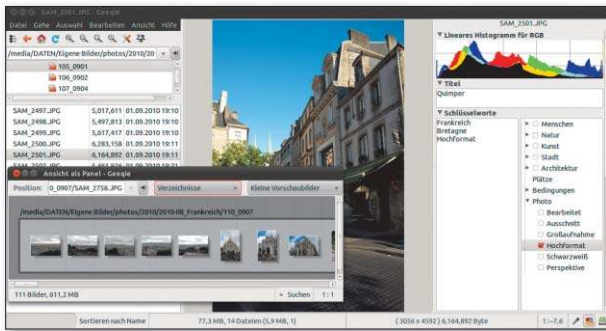 SAM_2501.JPG - Geeqie
Datei Gehe Auswahl Bearbeiten Ansicht Hilfe
/media/DATEN/Eigene Bilder/photos/2010/20
105_0901
106_0902
107_0904
SAM_2497.JPG 5,017,611 01.09.2010 19:10
SAM_2498.JPG 5,497,813 01.09.2010 19:10
SAM_2499.JPG 5,617,417 01.09.2010 19:10
SAM_2500.JPG 6,283,158 01.09.2010 19:11
SAM_2501.JPG 6,164,892 01.09.2010 19:11
Ansicht als Panel - Geeqie
Position: 0_0907/SAM_2758.JPG Verzeichnisse Kleine Vorschaubilder
/media/DATEN/Eigene Bilder/photos/2010/2010-08_Frankreich/110_0907
111 Bilder, 611,2 MB Suchen 1:1
SAM_2501.JPG
Lineares Histogramm für RGB
Titel
Quimper
Schlüsselworte
Frankreich
Bretagne
Hochformat
Menschen
Natur
Kunst
Stadt
Architektur
Plätze
Bedingungen
Photo
Bearbeitet
Ausschnitt
Großaufnahme
Hochformat
Schwarzweiß
Perspektive
Sortieren nach Name 77,3 MB, 14 Dateien (5,9 MB, 1) ( 3056 x 4592 ) 6,164,892 Byte 1:-7,6